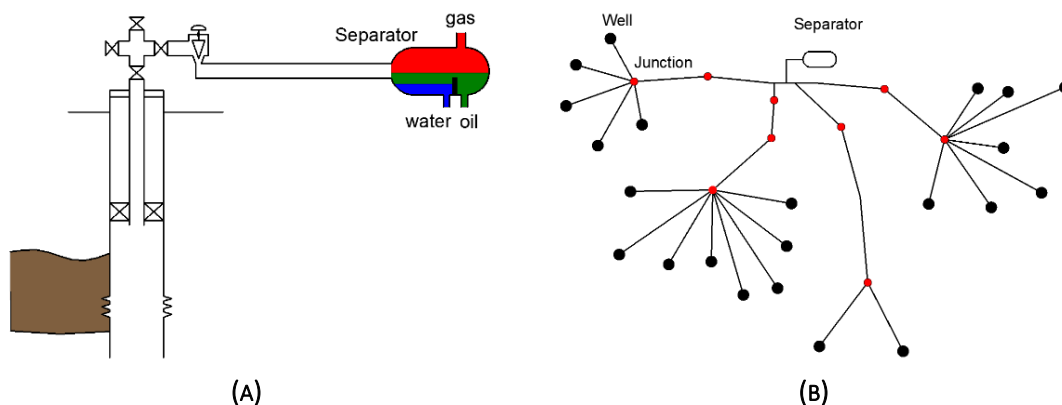 gas
Separator
water oil
(A)
Well
Separator
Junction
(B)